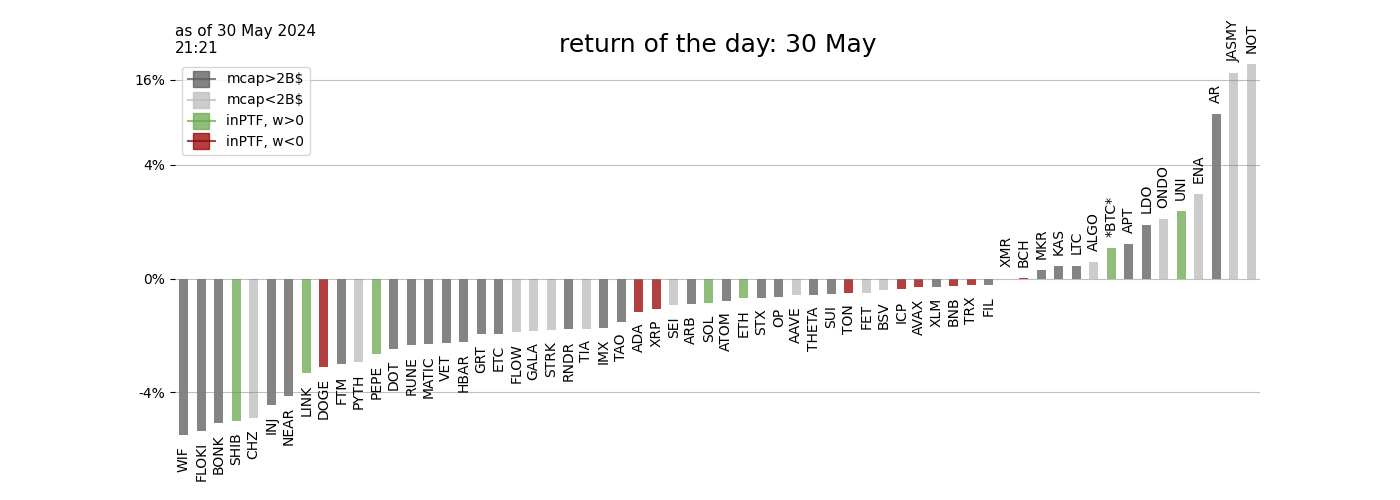 as of 30 May 2024
21:21
return of the day: 30 May
mcap>2B$
mcap<2B$
inPTF, w>0
inPTF, w<0
16%
4%
0%
-4%
WIF
FLOKI
BONK
SHIB
CHZ
INJ
NEAR
LINK
DOGE
FTM
PYTH
PEPE
DOT
RUNE
MATIC
VET
HBAR
GRT
ETC
FLOW
GALA
STRK
RNDR
TIA
IMX
TAO
ADA
XRP
SEI
ARB
SOL
ATOM
ETH
STX
OP
AAVE
THETA
SUI
TON
FET
BSV
ICP
AVAX
XLM
BNB
TRX
FIL
XMR
BCH
MKR
KAS
LTC
ALGO
*BTC*
APT
LDO
ONDO
UNI
ENA
AR
JASMY
NOT